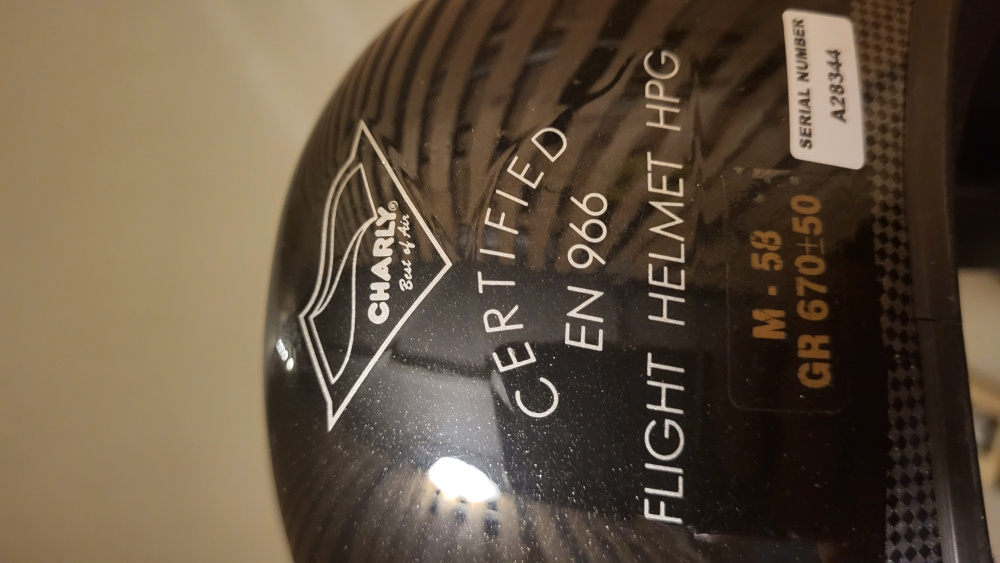 CHARLY®
Best of Air
CERTIFIED
EN 966
FLIGHT HELMET HPG
M - 58
GR 670±50
SERIAL NUMBER
A28344